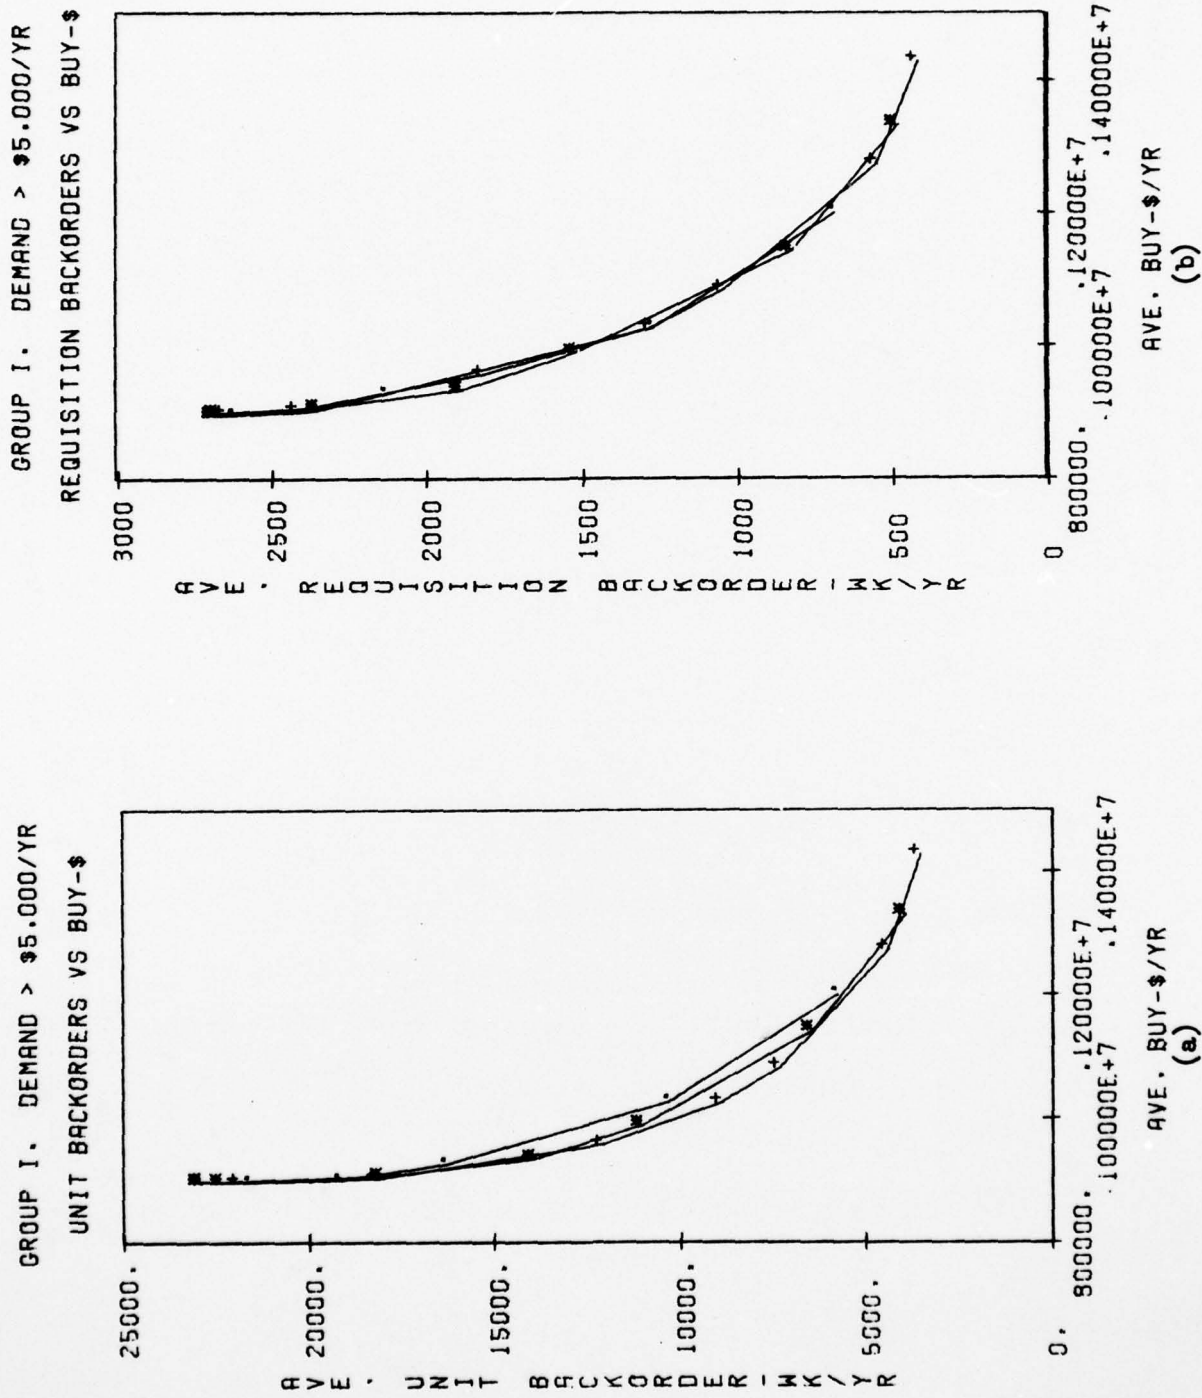 GROUP I. DEMAND > $5.000/YR
UNIT BACKORDERS VS BUY-$
25000.
20000.
15000.
10000.
5000.
0.
AVE. UNIT BACKORDER-WK/YR
800000.
.100000E+7
.120000E+7
.140000E+7
AVE. BUY-$/YR
(a)
GROUP I. DEMAND > $5.000/YR
REQUISITION BACKORDERS VS BUY-$
3000
2500
2000
1500
1000
500
0.
AVE. REQUISITION BACKORDER-WK/YR
800000.
.100000E+7
.120000E+7
.140000E+7
AVE. BUY-$/YR
(b)